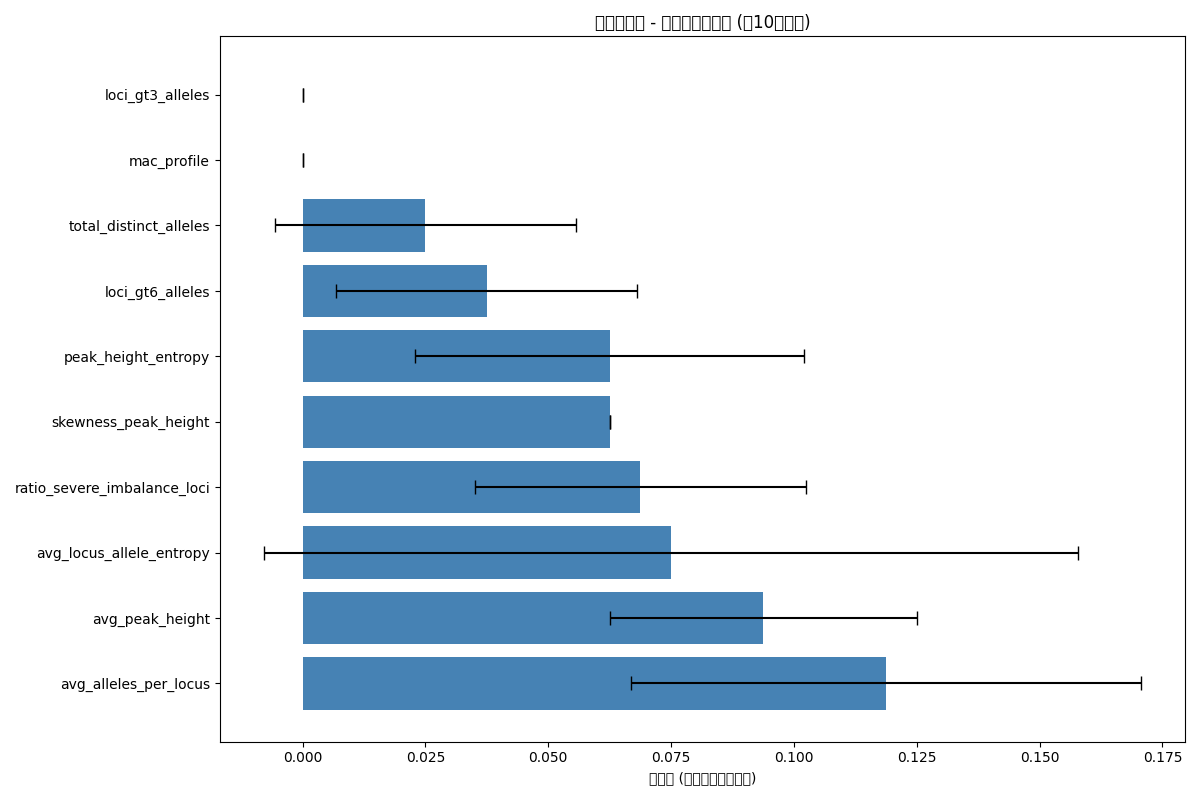 - (10)
loci_gt3_alleles
mac_profile
total_distinct_alleles
loci_gt6_alleles
peak_height_entropy
skewness_peak_height
ratio_severe_imbalance_loci
avg_locus_allele_entropy
avg_peak_height
avg_alleles_per_locus
0.000 0.025 0.050 0.075 0.100 0.125 0.150 0.175